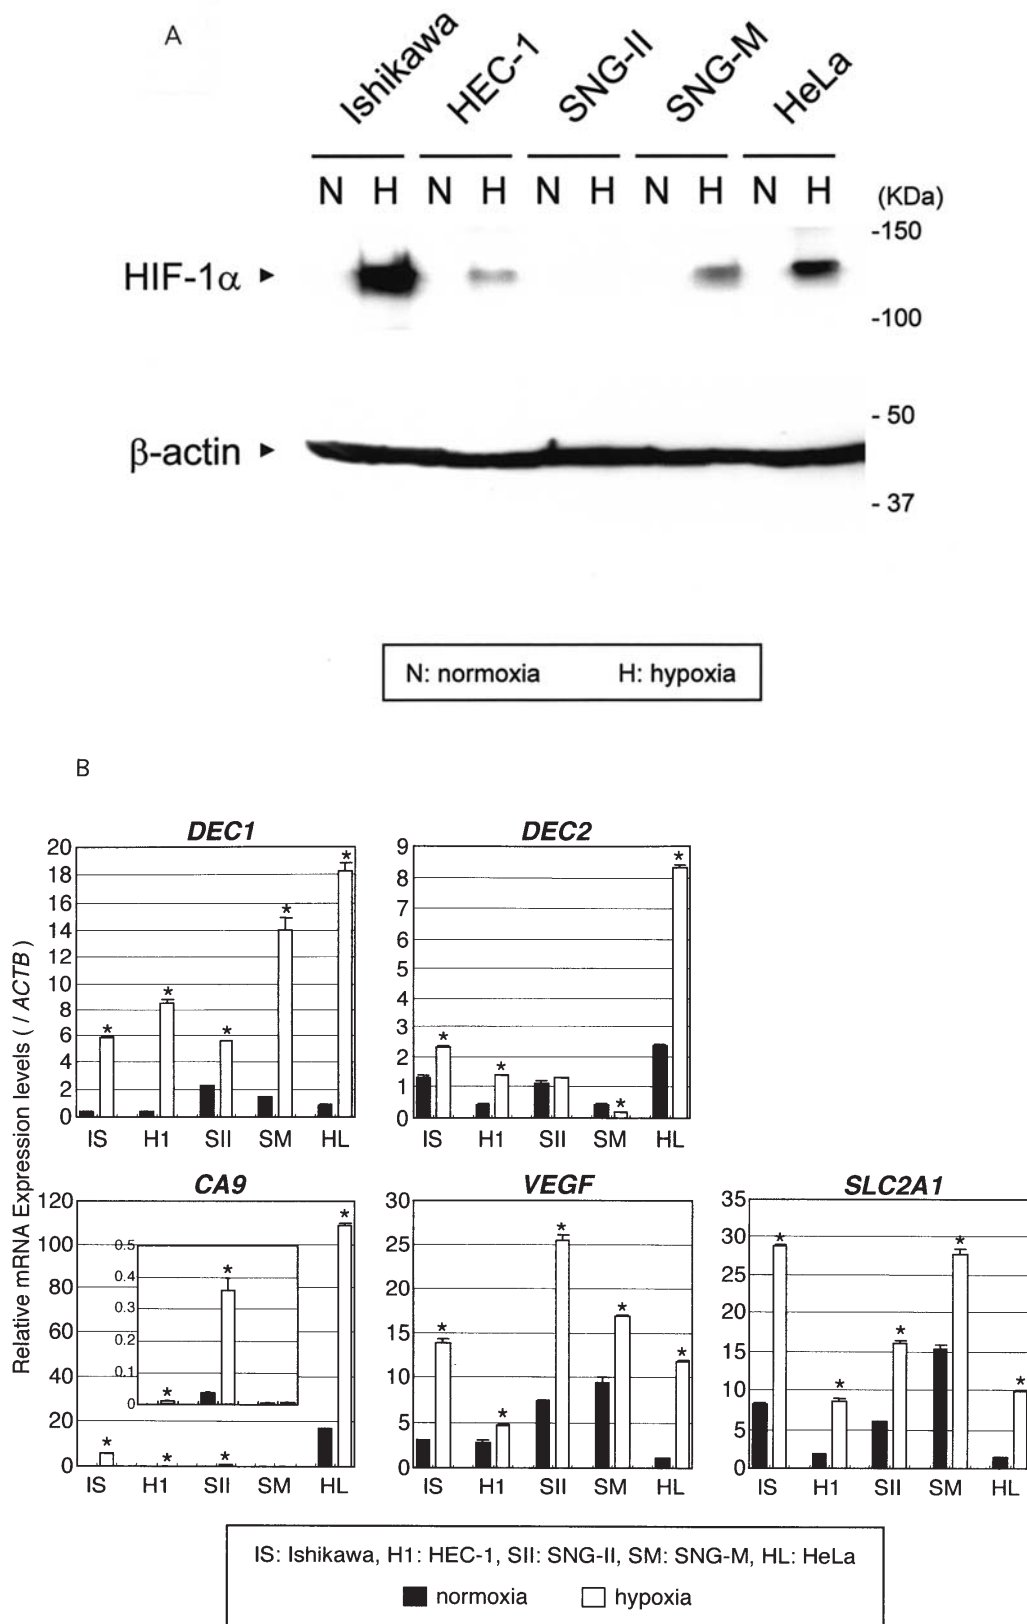 A
Ishikawa HEC-1 SNG-II SNG-M HeLa
N H N H N H N H N H (KDa)
-150
HIF-1α
-100
- 50
β-actin
- 37
N: normoxia H: hypoxia
B
Relative mRNA Expression levels ( / ACTB )
DEC1
20
18
16
14
12
10
8
6
4
2
0
* * * * *
IS H1 SII SM HL
DEC2
9
8
7
6
5
4
3
2
1
0
* * * *
IS H1 SII SM HL
CA9
120
100
80
60
40
20
0
0.5
0.4
0.3
0.2
0.1
0
* *
* * * *
IS H1 SII SM HL
VEGF
30
25
20
15
10
5
0
* * * * *
IS H1 SII SM HL
SLC2A1
35
30
25
20
15
10
5
0
* * * * *
IS H1 SII SM HL
IS: Ishikawa, H1: HEC-1, SII: SNG-II, SM: SNG-M, HL: HeLa
normoxia hypoxia